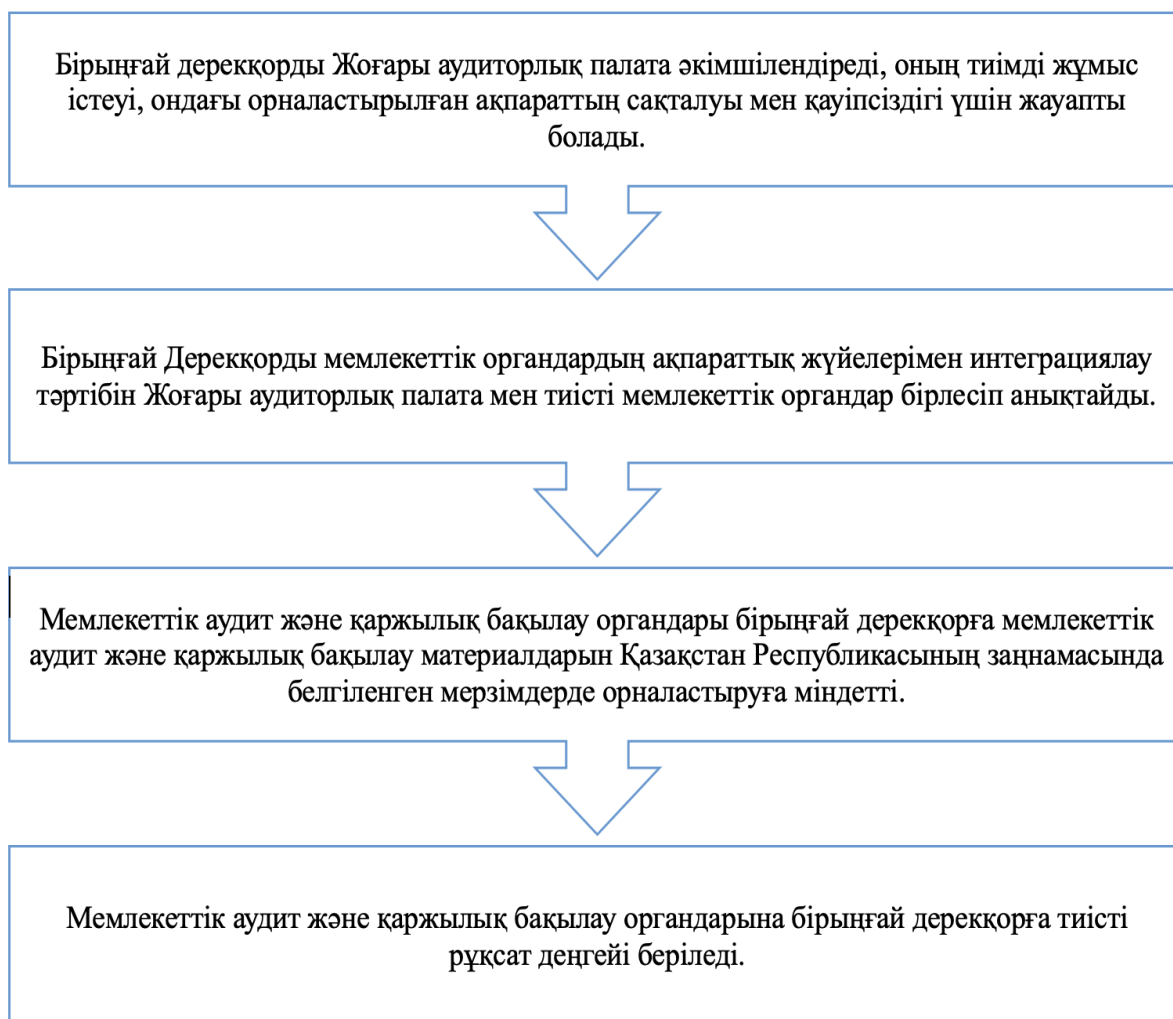 Бірыңғай дерекқорды Жоғары аудиторлық палата әкімшілендіреді, оның тиімді жұмыс
істеуі, ондағы орналастырылған ақпараттың сақталуы мен қауіпсіздігі үшін жауапты
болады.
Бірыңғай Дерекқорды мемлекеттік органдардың ақпараттық жүйелерімен интеграциялау
тәртібін Жоғары аудиторлық палата мен тиісті мемлекеттік органдар бірлесіп анықтайды.
Мемлекеттік аудит және қаржылық бақылау органдары бірыңғай дерекқорға мемлекеттік
аудит және қаржылық бақылау материалдарын Қазақстан Республикасының заңнамасында
белгіленген мерзімдерде орналастыруға міндетті.
Мемлекеттік аудит және қаржылық бақылау органдарына бірыңғай дерекқорға тиісті
рұқсат деңгейі беріледі.